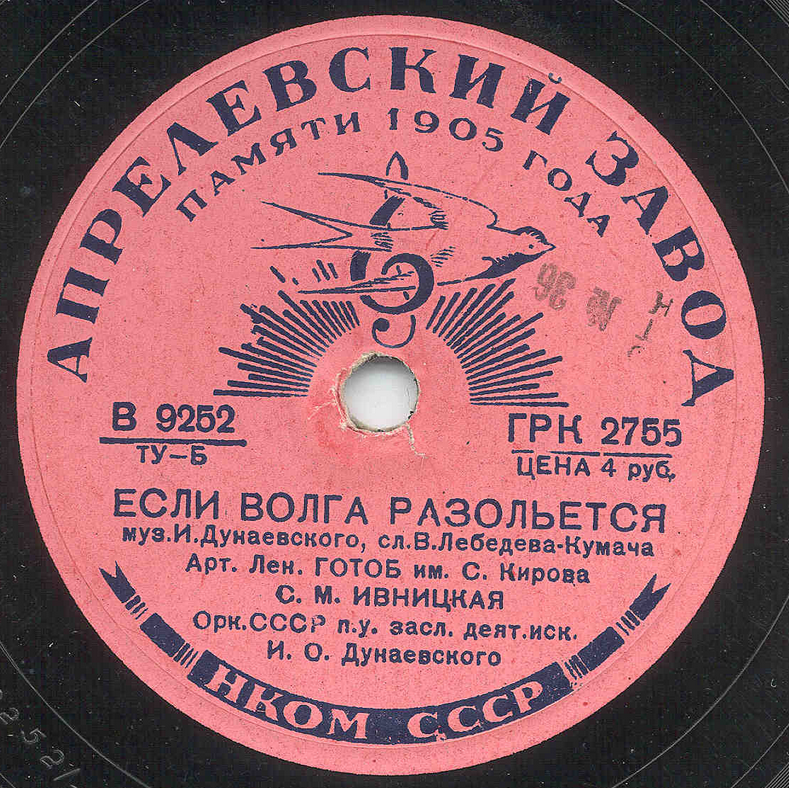 АПРЕЛЕВСКИЙ ЗАВОД
ПАМЯТИ 1905 ГОДА
В 9252
ТУ–Б
ГРК 2755
ЦЕНА 4 руб.
ЕСЛИ ВОЛГА РАЗОЛЬЕТСЯ
муз.И.Дунаевского, сл.В.Лебедева-Кумача
Арт. Лен. ГОТОБ им. С. Кирова
С. М. ИВНИЦКАЯ
Орк.СССР п.у. засл. деят.иск.
И. О. Дунаевского
НКОМ СССР